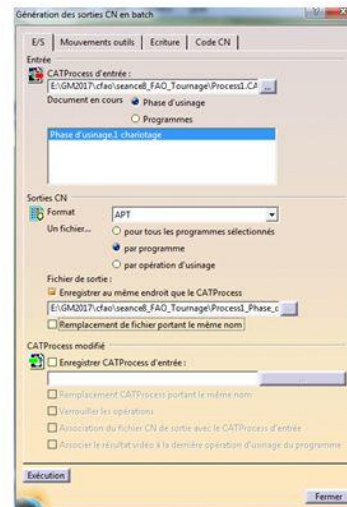 Génération des sorties CN en batch
E/S Mouvements outils Ecriture Code CN
Entrée
CATProcess d'entrée :
E:\GM2017\cfao\seance8_FAO_Tournage\Process1.CA ...
Document en cours Phase d'usinage
Programmes
Phase d'usinage.1 chariotage
Sorties CN
Format APT
Un fichier... pour tous les programmes sélectionnés
par programme
par opération d'usinage
Fichier de sortie :
Enregistrer au même endroit que le CATProcess
E:\GM2017\cfao\seance8_FAO_Tournage\Process1_Phase_c ...
Remplacement de fichier portant le même nom
CATProcess modifié
Enregistrer CATProcess d'entrée :
Remplacement CATProcess portant le même nom
Verrouiller les opérations
Association du fichier CN de sortie avec le CATProcess d'entrée
Associer le résultat vidéo à la dernière opération d'usinage du programme
Exécution
Fermer